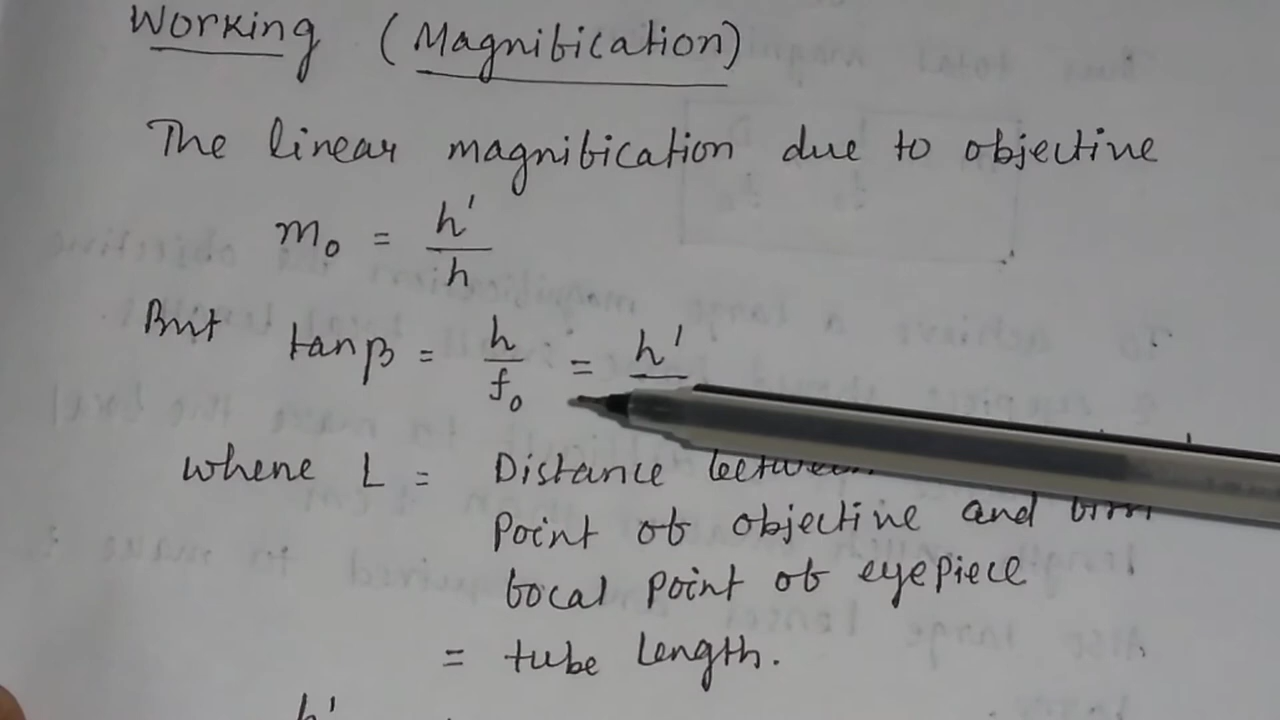 Working (Magnification)
The linear magnification due to objective
m₀ = h'/h
But tanβ = h/f₀ = h'
where L = Distance between
point of objective and
focal point of eyepiece
= tube length.
h'